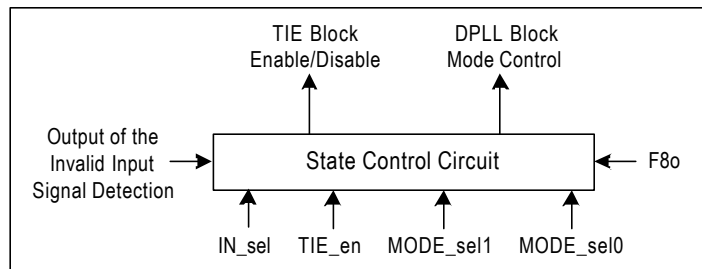 TIE Block
Enable/Disable
DPLL Block
Mode Control
Output of the
Invalid Input
Signal Detection
State Control Circuit
F8o
IN_sel
TIE_en
MODE_sel1
MODE_sel0